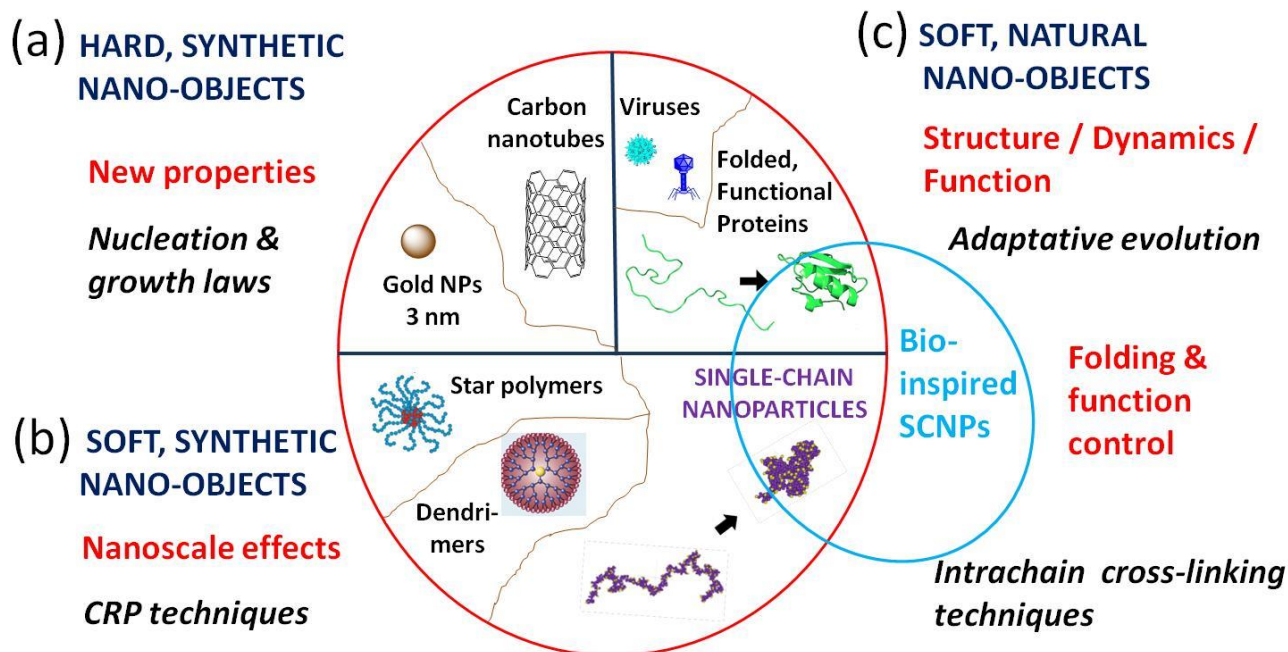 (a) HARD, SYNTHETIC
NANO-OBJECTS
New properties
Nucleation &
growth laws
Carbon
nanotubes
Gold NPs
3 nm
Viruses
Folded,
Functional
Proteins
(c) SOFT, NATURAL
NANO-OBJECTS
Structure / Dynamics /
Function
Adaptative evolution
(b) SOFT, SYNTHETIC
NANO-OBJECTS
Nanoscale effects
CRP techniques
Star polymers
Dendri-
mers
SINGLE-CHAIN
NANOPARTICLES
Bio-
inspired
SCNPs
Folding &
function
control
Intrachain cross-linking
techniques